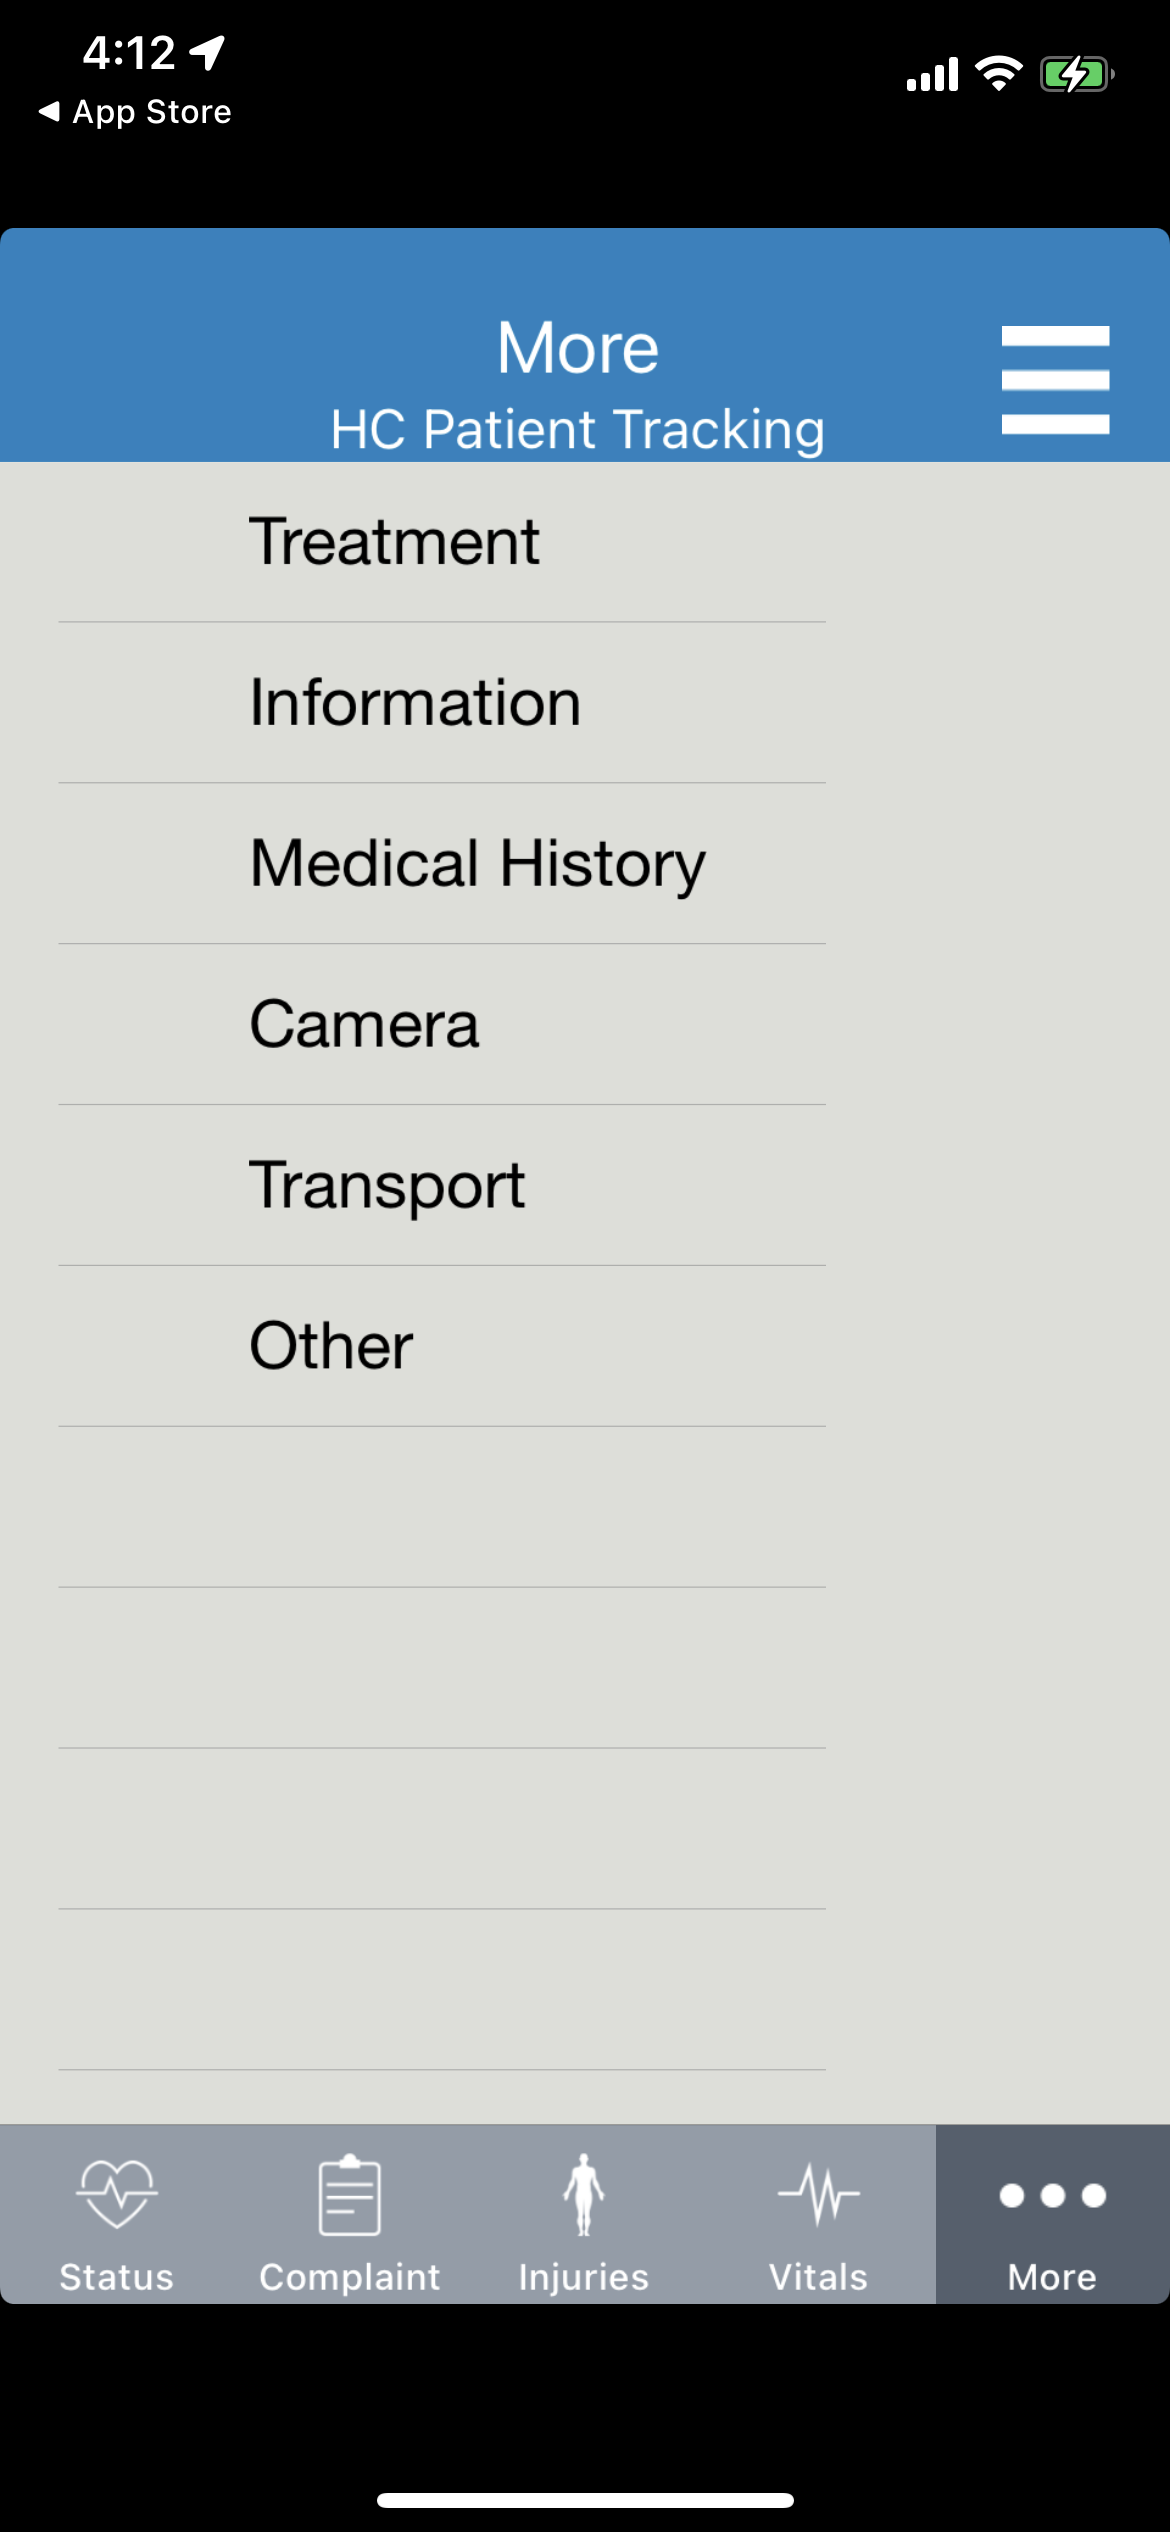 4:12
App Store
More
HC Patient Tracking
Treatment
Information
Medical History
Camera
Transport
Other
Status
Complaint
Injuries
Vitals
More